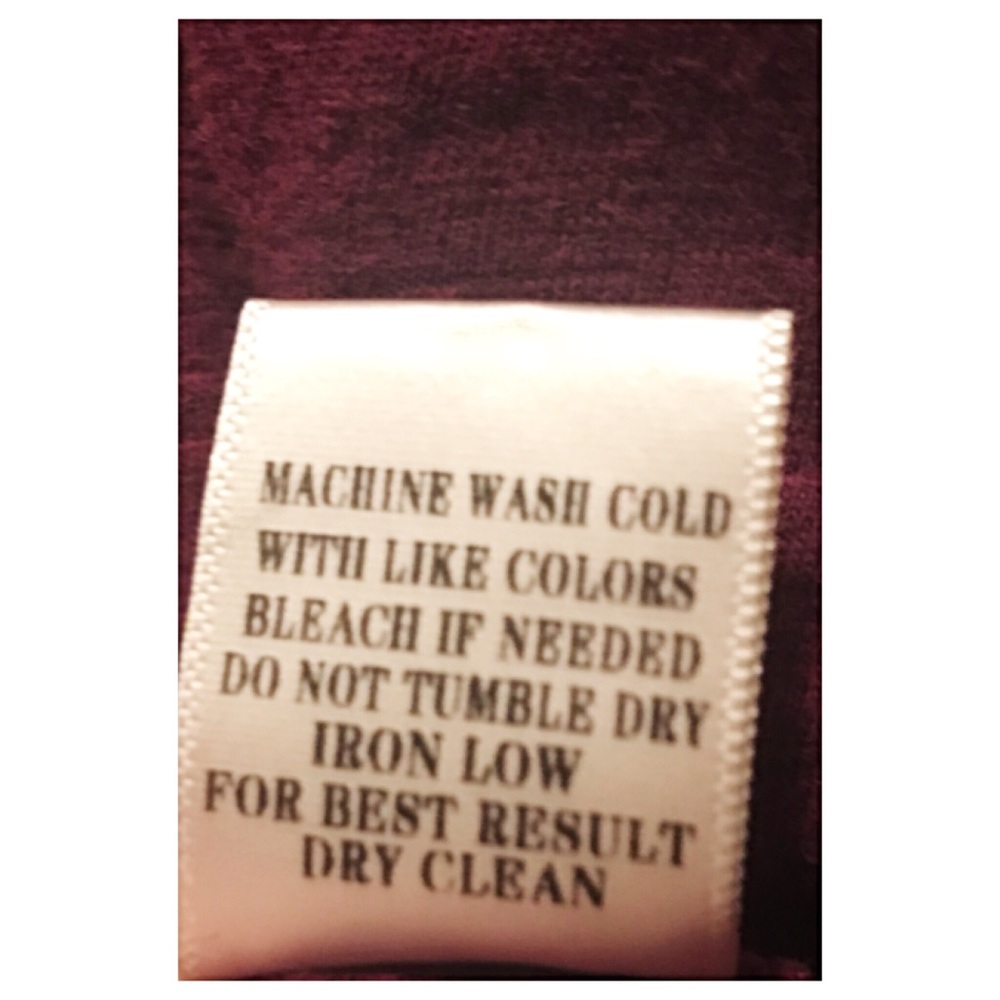 MACHINE WASH COLD
WITH LIKE COLORS
BLEACH IF NEEDED
DO NOT TUMBLE DRY
IRON LOW
FOR BEST RESULT
DRY CLEAN